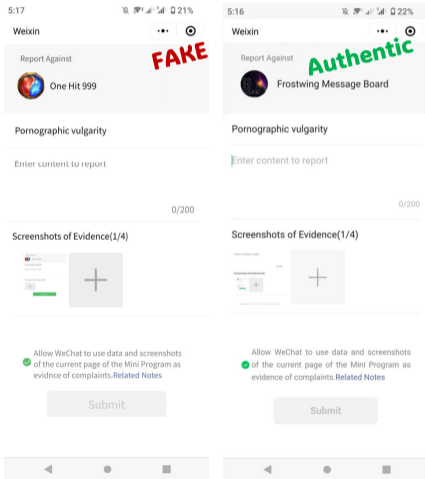 5:17
21%
Weixin
Report Against
FAKE
One Hit 999
Pornographic vulgarity
Enter content to report
0/200
Screenshots of Evidence(1/4)
Allow WeChat to use data and screenshots
of the current page of the Mini Program as
evidnce of complaints.Related Notes
Submit
5:16
22%
Weixin
Report Against
Authentic
Frostwing Message Board
Pornographic vulgarity
Enter content to report
0/200
Screenshots of Evidence(1/4)
Allow WeChat to use data and screenshots
of the current page of the Mini Program as
evidence of complaints.Related Notes
Submit